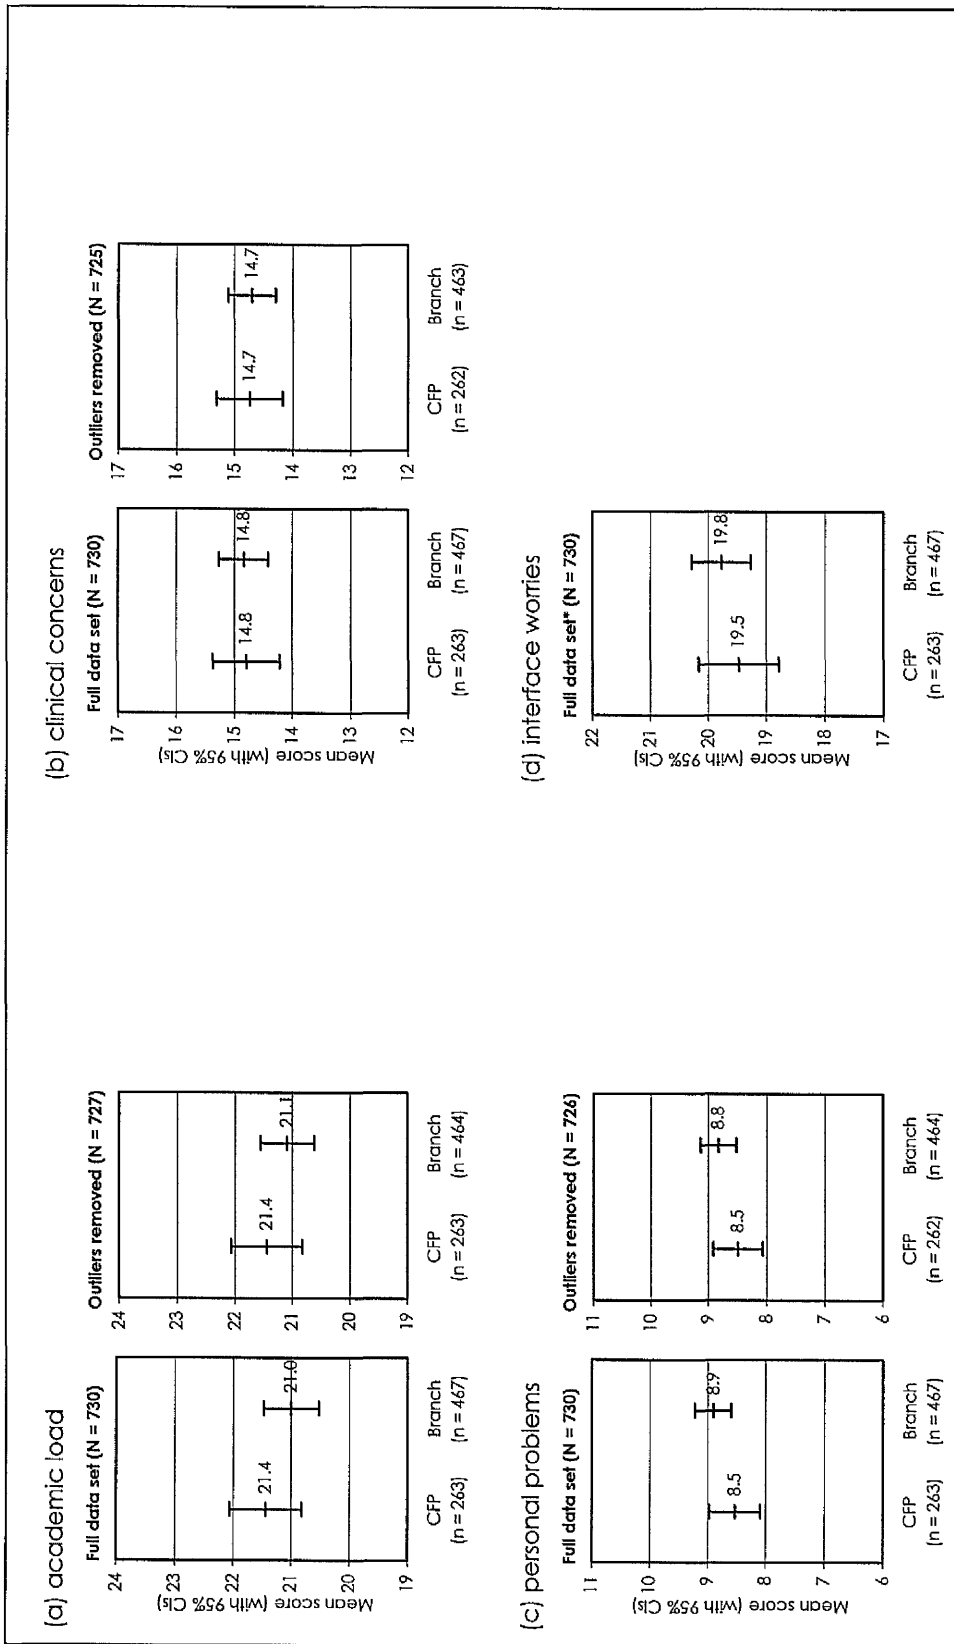 (a) academic load
Full data set (N = 730)
24
23
22
21
20
19
Mean score (with 95% CIs)
21.4
21.0
CFP
(n = 263)
Branch
(n = 467)
Outliers removed (N = 727)
24
23
22
21
20
19
21.4
21.1
CFP
(n = 263)
Branch
(n = 464)
(b) clinical concerns
Full data set (N = 730)
17
16
15
14
13
12
Mean score (with 95% CIs)
14.8
14.8
CFP
(n = 263)
Branch
(n = 467)
Outliers removed (N = 725)
17
16
15
14
13
12
14.7
14.7
CFP
(n = 262)
Branch
(n = 463)
(c) personal problems
Full data set (N = 730)
11
10
9
8
7
6
Mean score (with 95% CIs)
8.5
8.9
CFP
(n = 263)
Branch
(n = 467)
Outliers removed (N = 726)
11
10
9
8
7
6
8.5
8.8
CFP
(n = 262)
Branch
(n = 464)
(d) interface worries
Full data set* (N = 730)
22
21
20
19
18
17
Mean score (with 95% CIs)
19.5
19.8
CFP
(n = 263)
Branch
(n = 467)